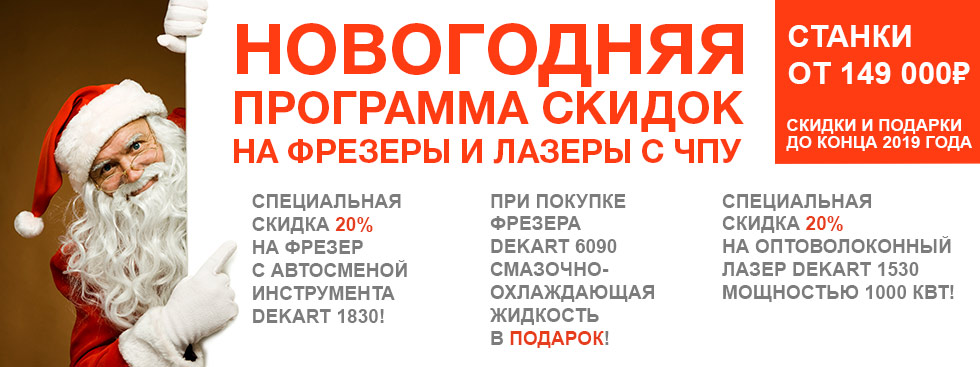 НОВОГОДНЯЯ
ПРОГРАММА СКИДОК
НА ФРЕЗЕРЫ И ЛАЗЕРЫ С ЧПУ
СТАНКИ
ОТ 149 000₽
СКИДКИ И ПОДАРКИ
ДО КОНЦА 2019 ГОДА
СПЕЦИАЛЬНАЯ
СКИДКА 20%
НА ФРЕЗЕР
С АВТОСМЕНОЙ
ИНСТРУМЕНТА
DEKART 1830!
ПРИ ПОКУПКЕ
ФРЕЗЕРА
DEKART 6090
СМАЗОЧНО-
ОХЛАЖДАЮЩАЯ
ЖИДКОСТЬ
В ПОДАРОК!
СПЕЦИАЛЬНАЯ
СКИДКА 20%
НА ОПТОВОЛОКОННЫЙ
ЛАЗЕР DEKART 1530
МОЩНОСТЬЮ 1000 КВТ!